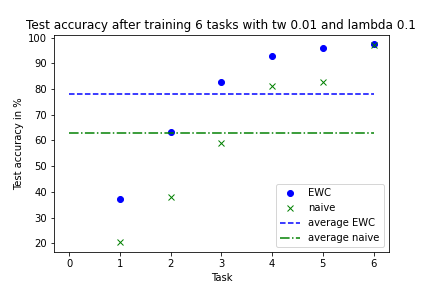 Test accuracy after training 6 tasks with tw 0.01 and lambda 0.1
100
90
80
70
60
50
40
30
20
Test accuracy in %
EWC
naive
average EWC
average naive
0 1 2 3 4 5 6
Task